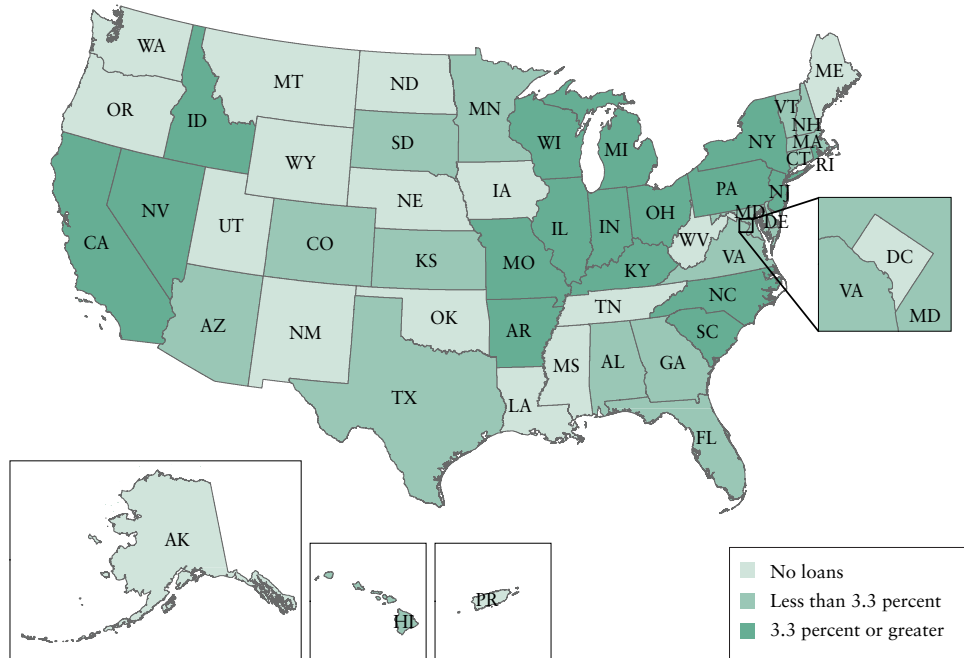 WA
MT
ND
MN
ME
VT
NH
OR
ID
SD
WI
MI
NY
MA
CT
RI
WY
IA
PA
NJ
NE
OH
MD
DE
NV
UT
IL
IN
WV
CA
CO
KS
MO
KY
VA
DC
VA
MD
NC
TN
AZ
NM
OK
AR
SC
MS
AL
GA
TX
LA
FL
AK
HI
PR
No loans
Less than 3.3 percent
3.3 percent or greater